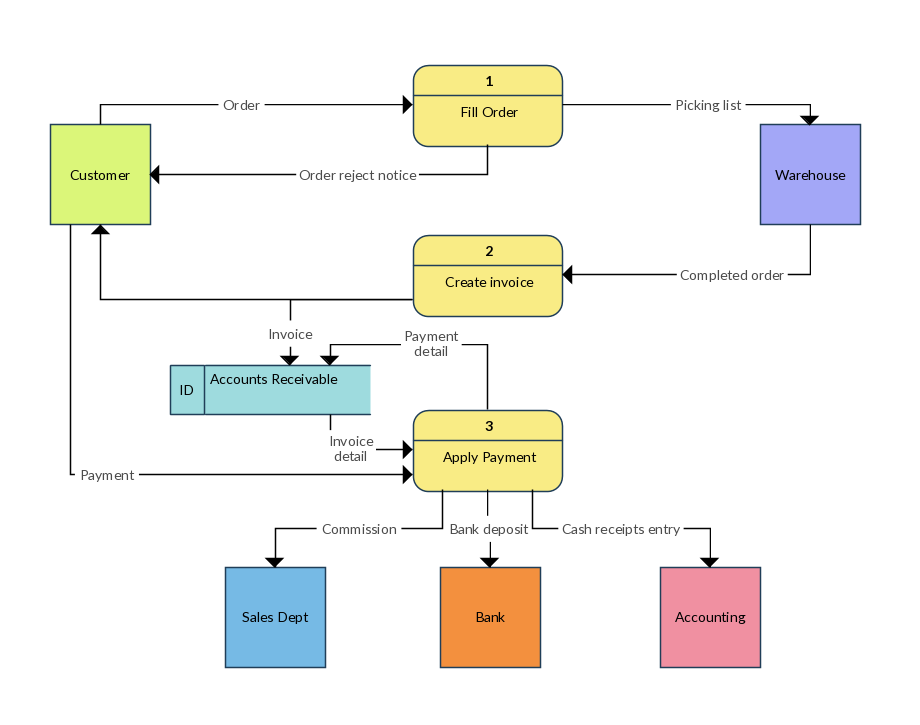 1
Order
Fill Order
Picking list
Customer
Order reject notice
Warehouse
2
Create invoice
Completed order
Invoice
Payment
detail
ID
Accounts Receivable
3
Invoice
detail
Apply Payment
Payment
Commission
Bank deposit
Cash receipts entry
Sales Dept
Bank
Accounting